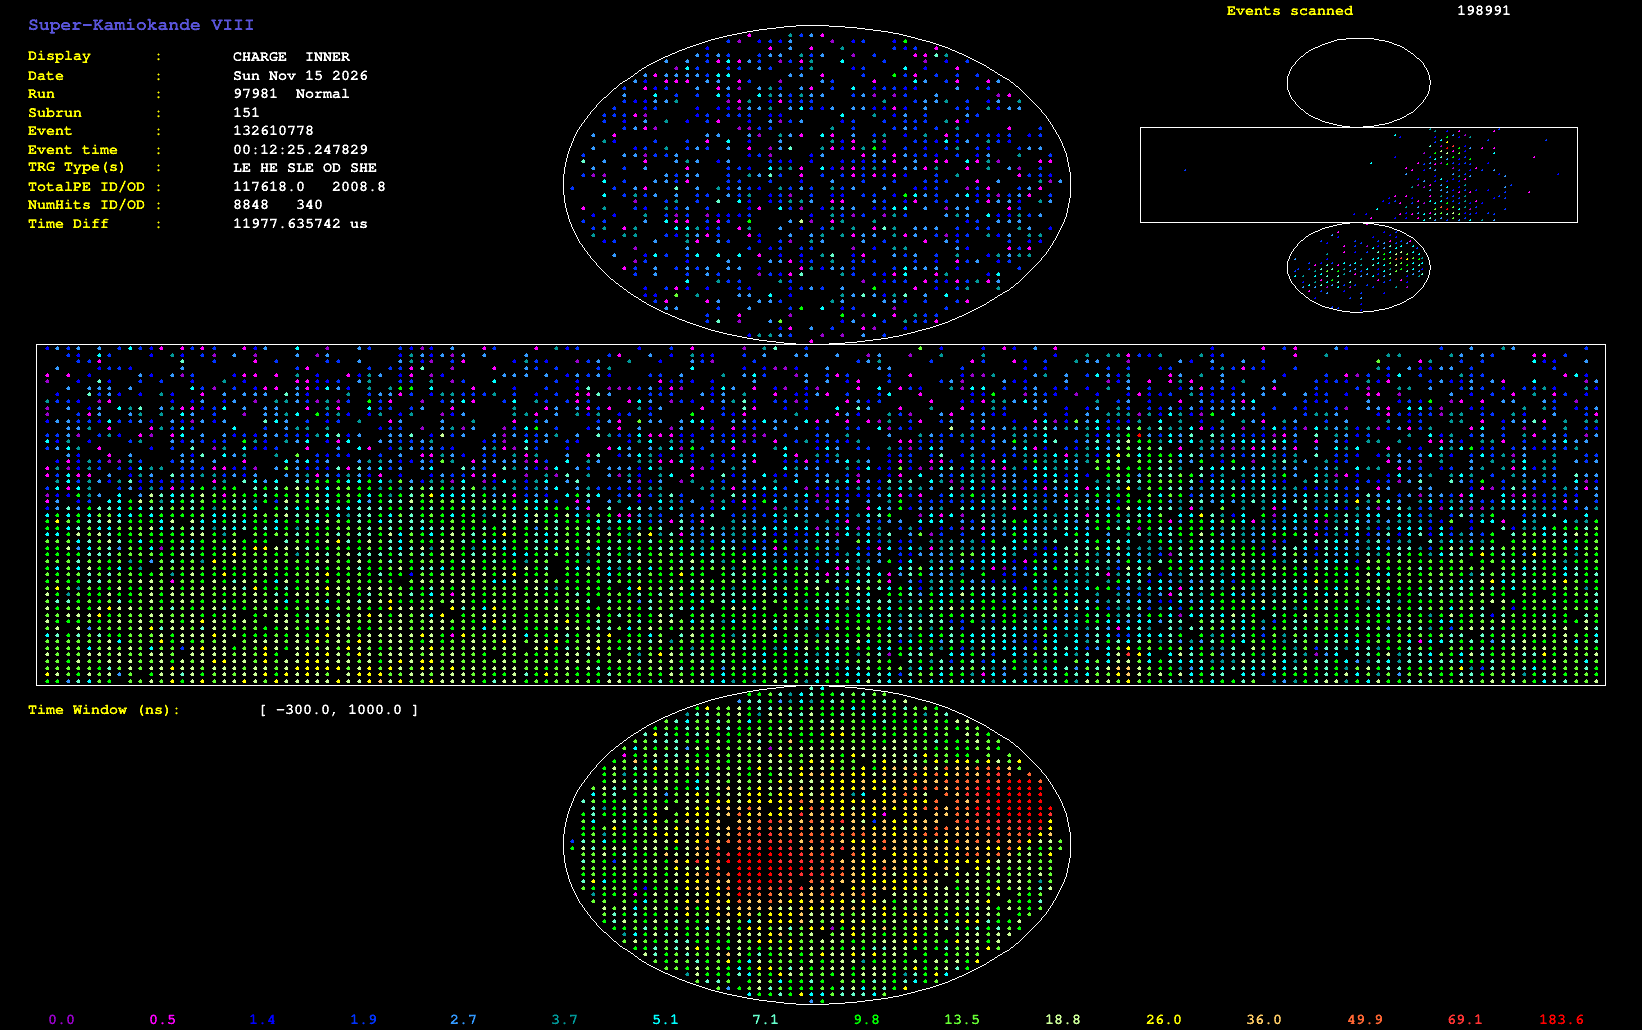 Super-Kamiokande VIII
Events scanned 198991
Display : CHARGE INNER
Date : Sun Nov 15 2026
Run : 97981 Normal
Subrun : 151
Event : 132610778
Event time : 00:12:25.247829
TRG Type(s) : LE HE SLE OD SHE
TotalPE ID/OD : 117618.0 2008.8
NumHits ID/OD : 8848 340
Time Diff : 11977.635742 us
Time Window (ns): [ -300.0, 1000.0 ]
0.0 0.5 1.4 1.9 2.7 3.7 5.1 7.1 9.8 13.5 18.8 26.0 36.0 49.9 69.1 183.6